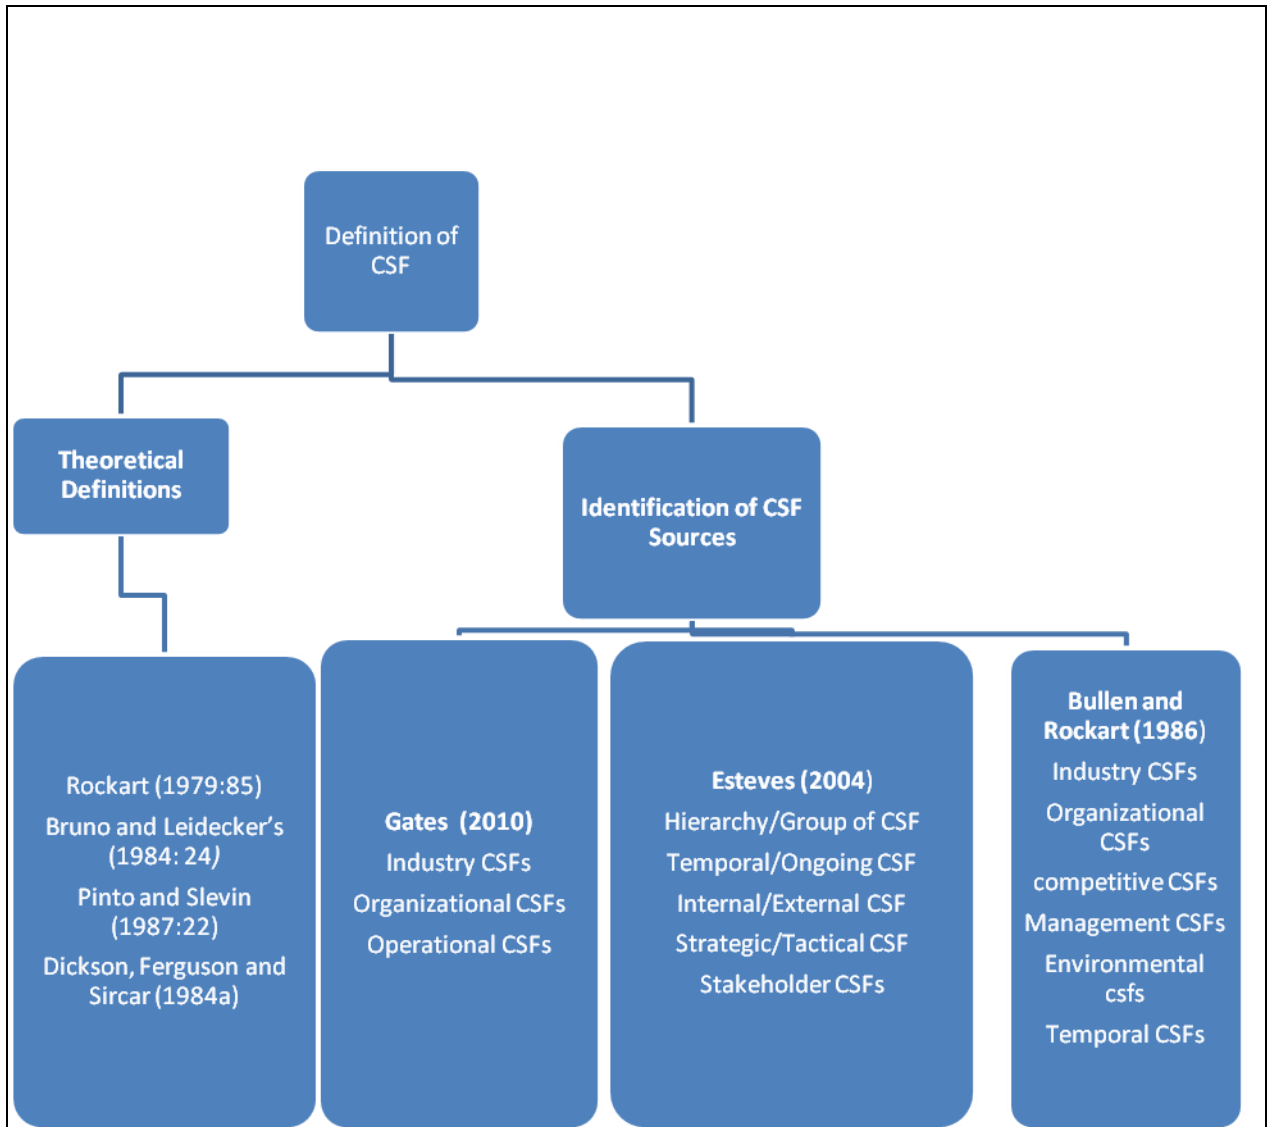 Definition of
CSF
Theoretical
Definitions
Identification of CSF
Sources
Rockart (1979:85)
Bruno and Leidecker’s
(1984: 24)
Pinto and Slevin
(1987:22)
Dickson, Ferguson and
Sircar (1984a)
Gates (2010)
Industry CSFs
Organizational CSFs
Operational CSFs
Esteves (2004)
Hierarchy/Group of CSF
Temporal/Ongoing CSF
Internal/External CSF
Strategic/Tactical CSF
Stakeholder CSFs
Bullen and
Rockart (1986)
Industry CSFs
Organizational
CSFs
competitive CSFs
Management CSFs
Environmental
csfs
Temporal CSFs